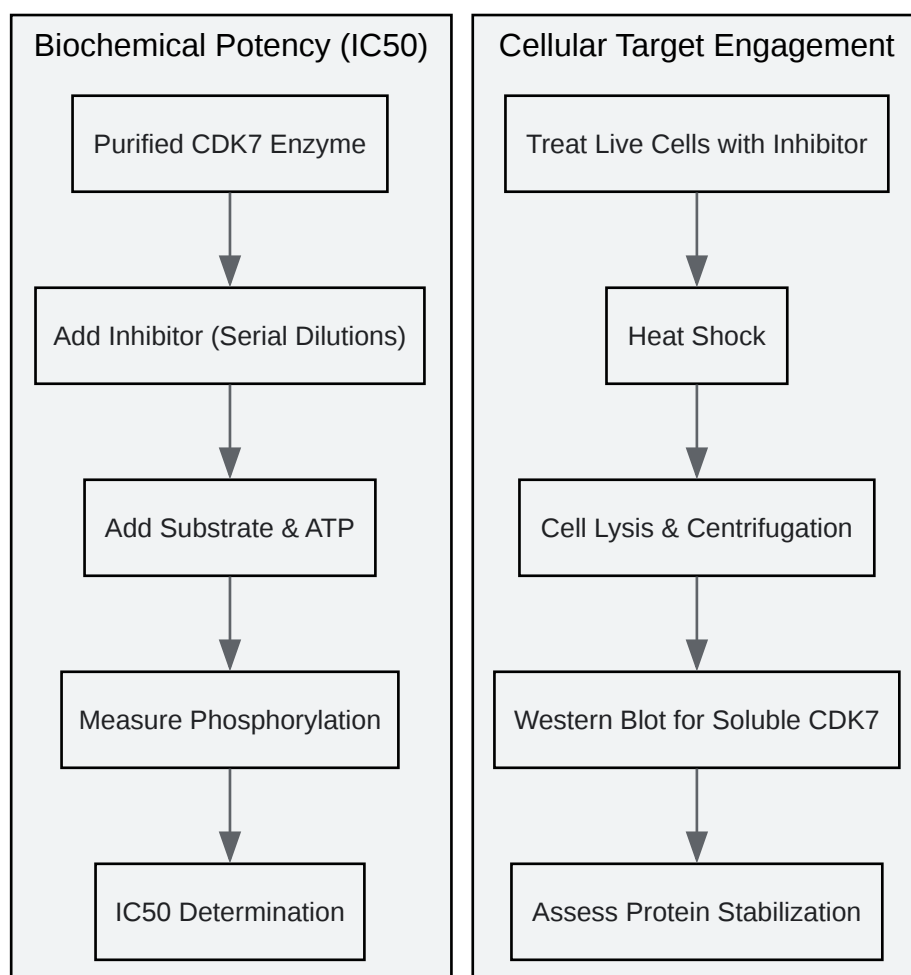 Biochemical Potency (IC50)
Purified CDK7 Enzyme
Add Inhibitor (Serial Dilutions)
Add Substrate & ATP
Measure Phosphorylation
IC50 Determination
Cellular Target Engagement
Treat Live Cells with Inhibitor
Heat Shock
Cell Lysis & Centrifugation
Western Blot for Soluble CDK7
Assess Protein Stabilization